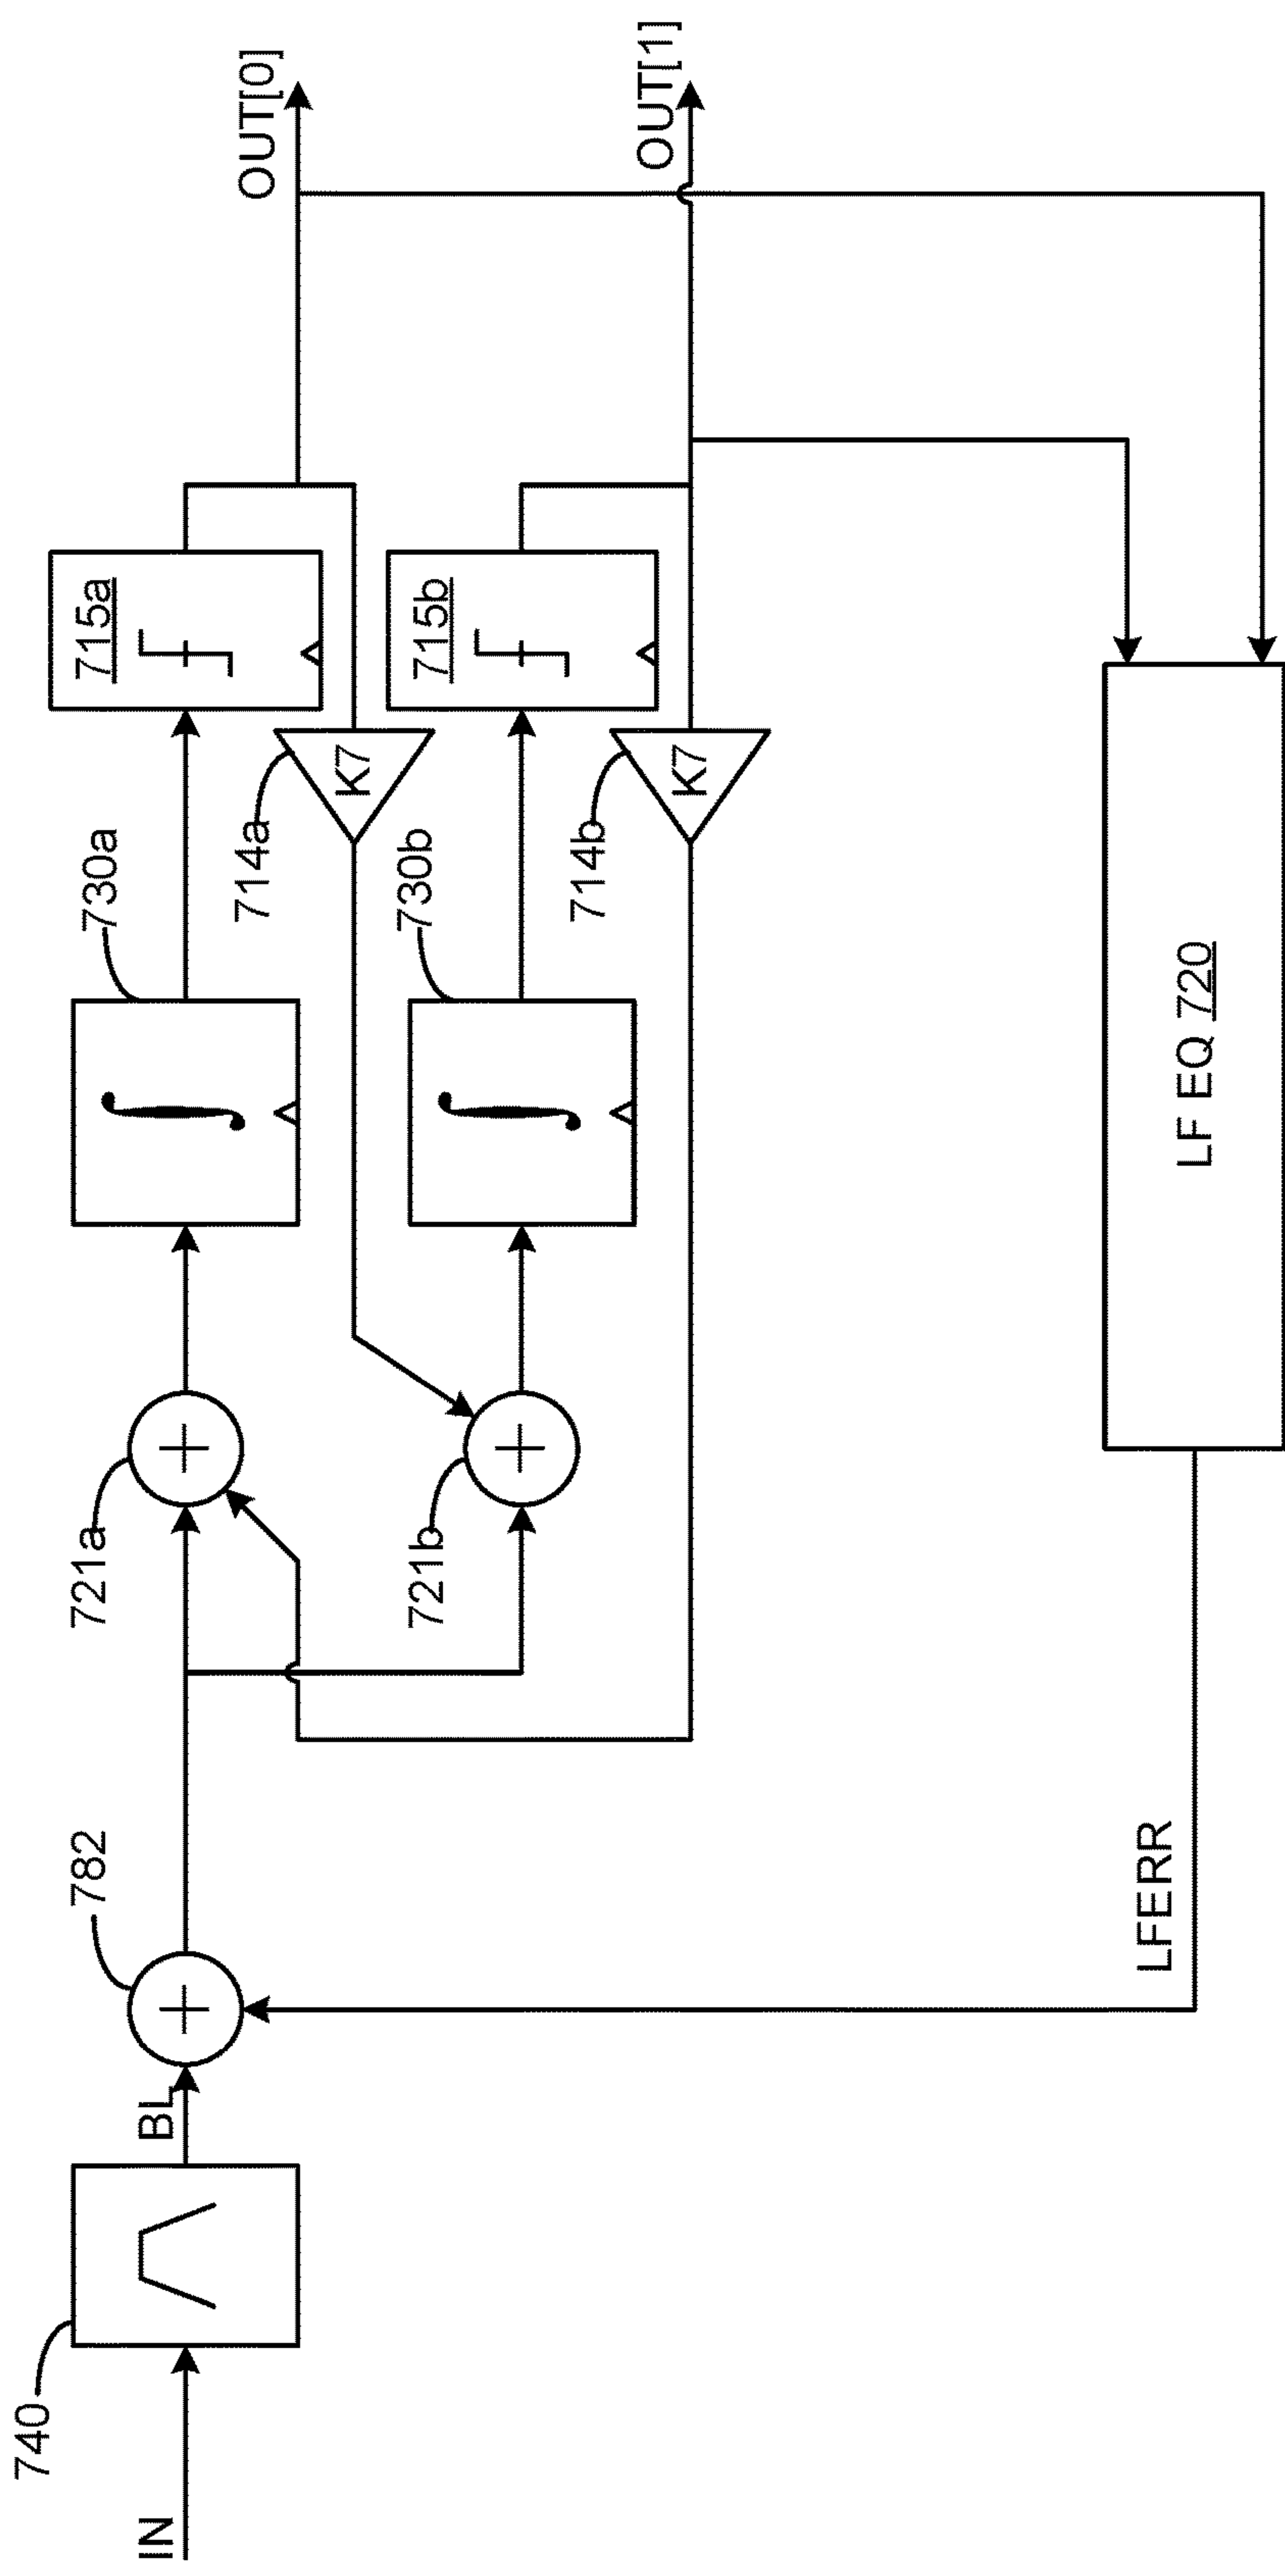 IN
740
BL
782
721a
721b
730a
730b
714a
K7
714b
K7
715a
715b
OUT[0]
OUT[1]
LFERR
LF EQ 720